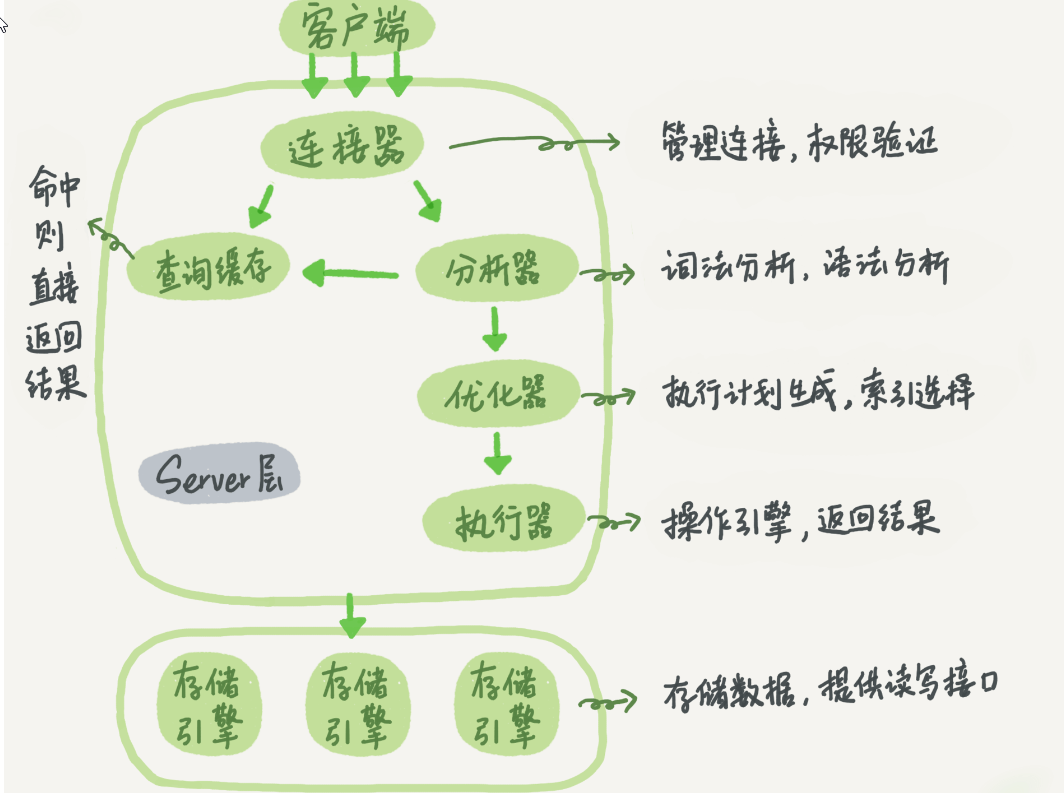 客户端
连接器
管理连接,权限验证
命中
则
直接
返回
结果
查询缓存
分析器
词法分析,语法分析
优化器
执行计划生成,索引选择
Server层
执行器
操作引擎,返回结果
存储
引擎
存储
引擎
存储
引擎
存储数据,提供读写接口